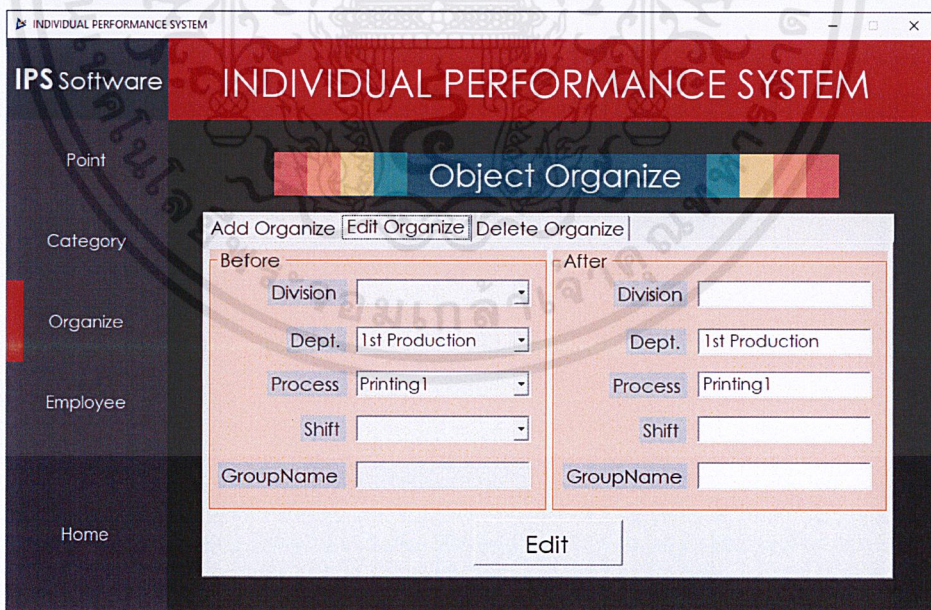 INDIVIDUAL PERFORMANCE SYSTEM
IPS Software
INDIVIDUAL PERFORMANCE SYSTEM
Point
Category
Organize
Employee
Home
Object Organize
Add Organize Edit Organize Delete Organize
Before
Division
Dept. 1st Production
Process Printing1
Shift
GroupName
After
Division
Dept. 1st Production
Process Printing1
Shift
GroupName
Edit